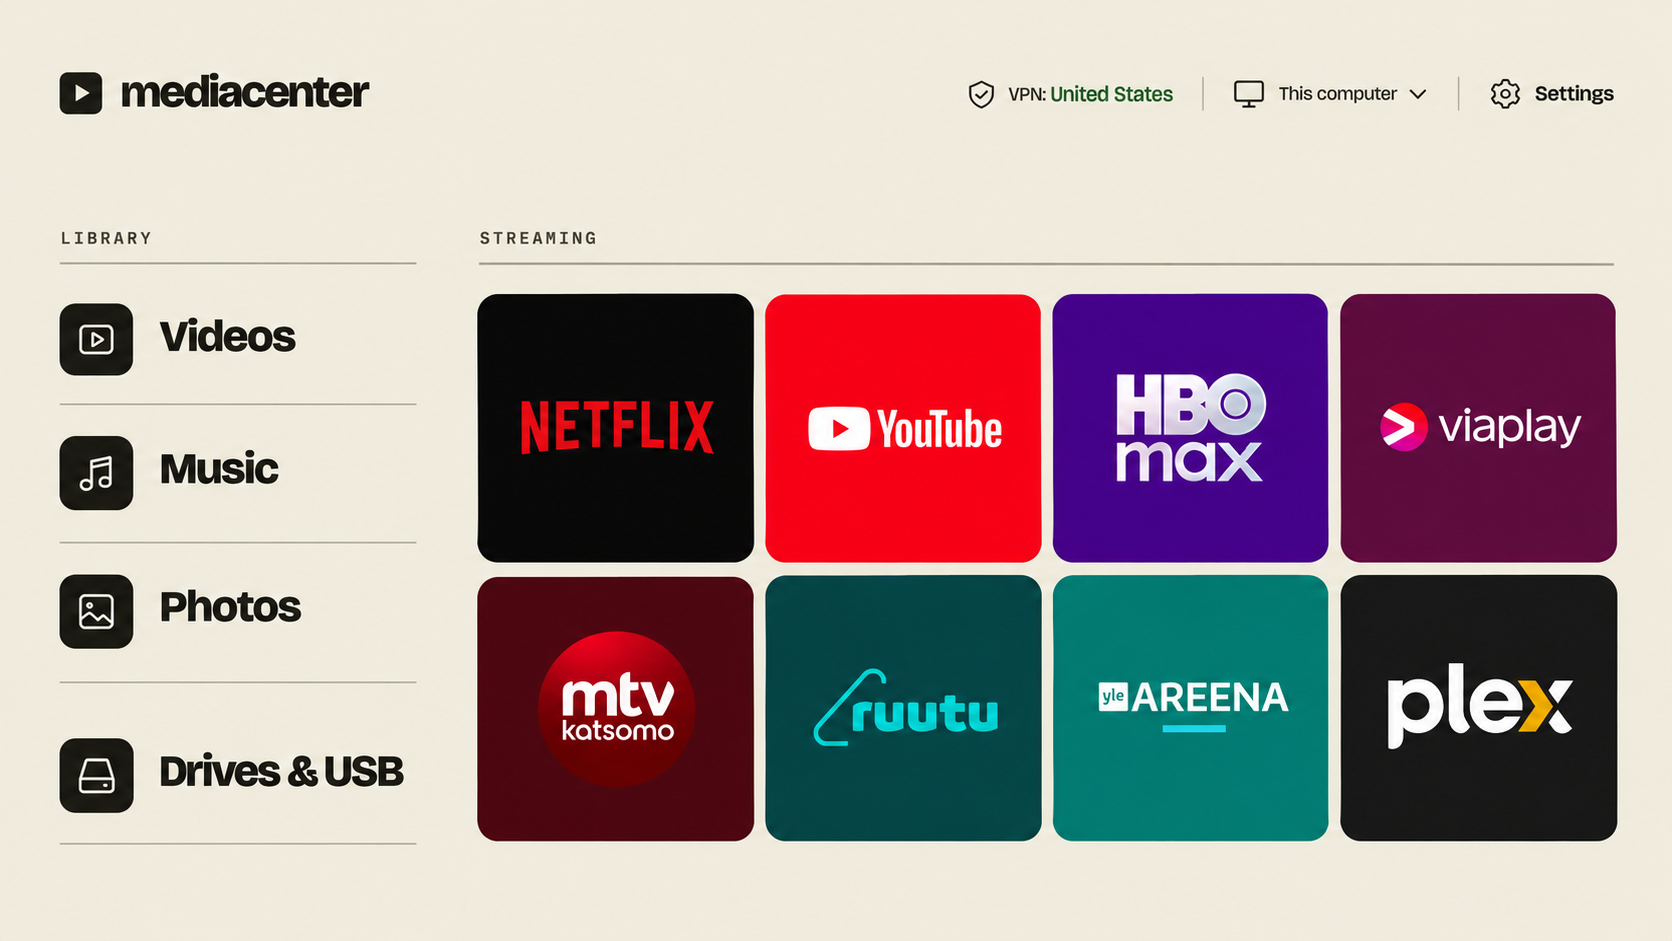 mediacenter
VPN: United States
This computer
Settings
LIBRARY
Videos
Music
Photos
Drives & USB
STREAMING
NETFLIX
YouTube
HBO
max
viaplay
mtv
katsomo
ruutu
yle AREENA
plex